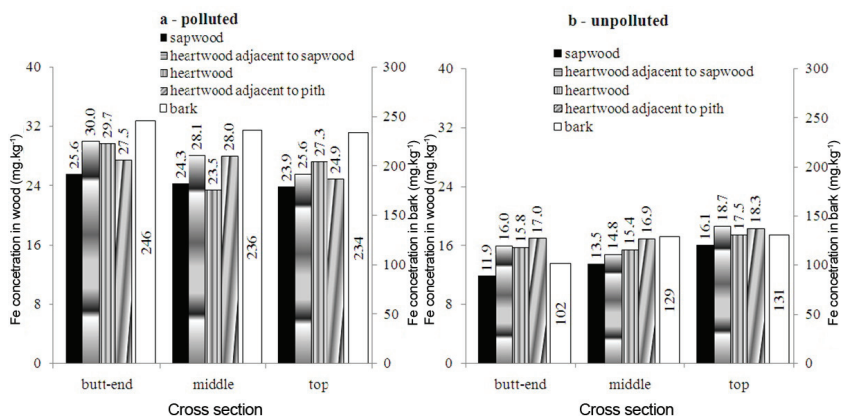 a - polluted
sapwood
heartwood adjacent to sapwood
heartwood
heartwood adjacent to pith
bark
Fe concetration in wood (mg.kg⁻¹)
40
32
24
16
8
0
25.6
30.0
29.7
27.5
246
24.3
28.1
23.5
28.0
236
23.9
25.6
27.3
24.9
234
300
250
200
150
100
50
0
Fe concetration in bark (mg.kg⁻¹)
butt-end
middle
top
Cross section
b - unpolluted
sapwood
heartwood adjacent to sapwood
heartwood
heartwood adjacent to pith
bark
Fe concetration in wood (mg.kg⁻¹)
40
32
24
16
8
0
11.9
16.0
15.8
17.0
102
13.5
14.8
15.4
16.9
129
16.1
18.7
17.5
18.3
131
300
250
200
150
100
50
0
Fe concetration in bark (mg.kg⁻¹)
butt-end
middle
top
Cross section